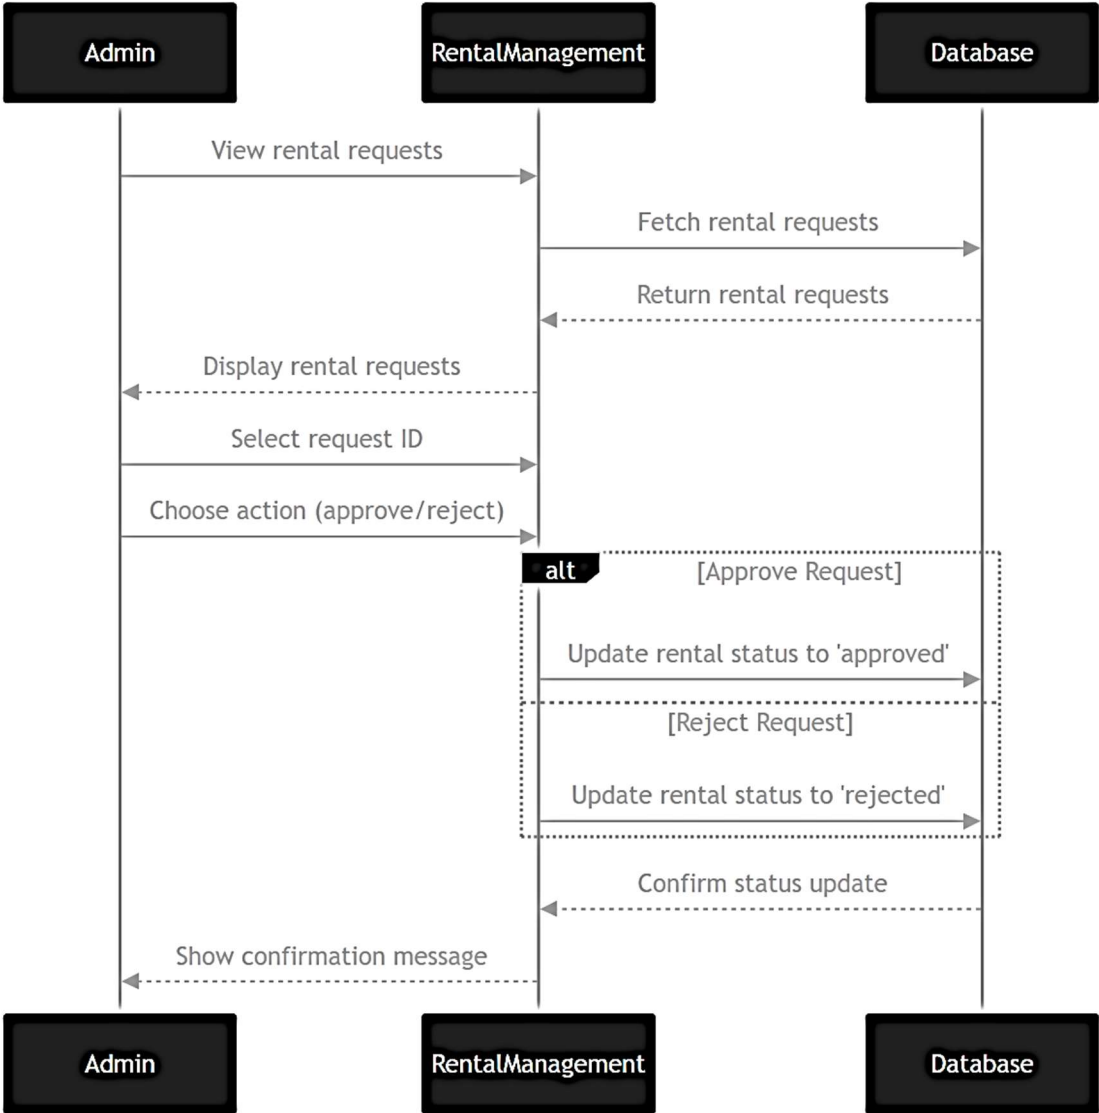 Admin
RentalManagement
Database
View rental requests
Fetch rental requests
Return rental requests
Display rental requests
Select request ID
Choose action (approve/reject)
alt
[Approve Request]
Update rental status to 'approved'
[Reject Request]
Update rental status to 'rejected'
Confirm status update
Show confirmation message
Admin
RentalManagement
Database